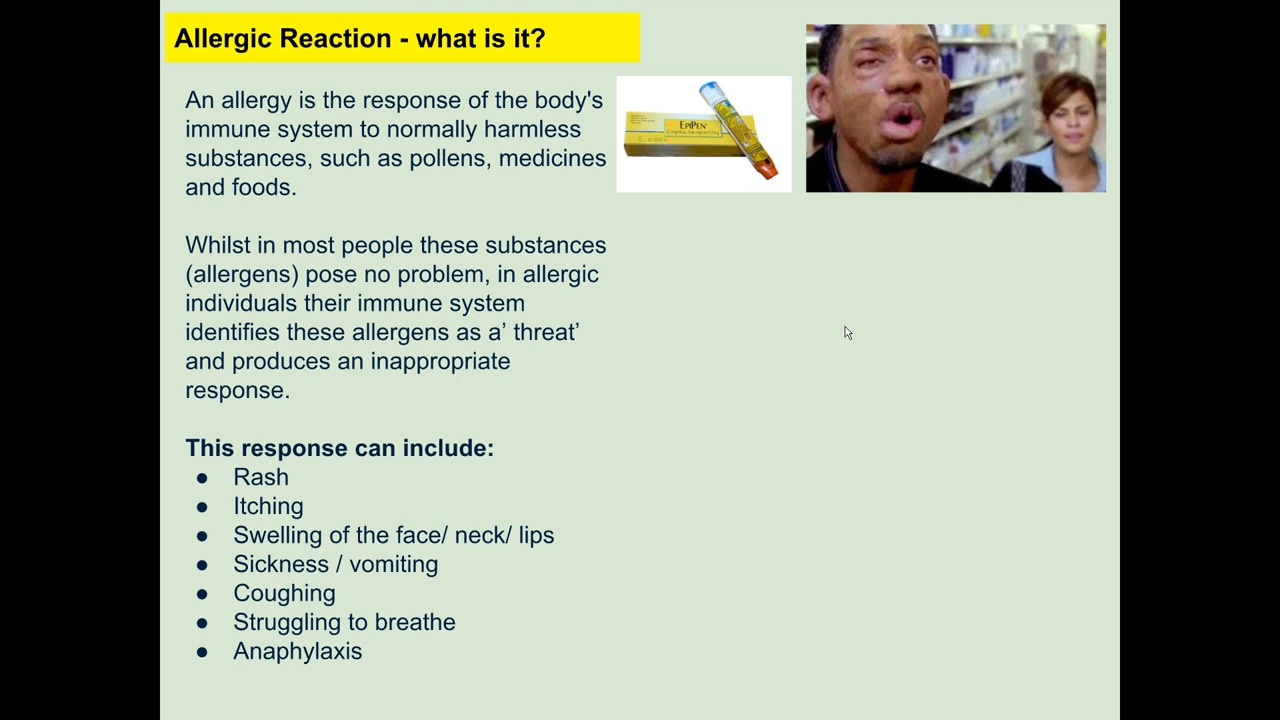 Allergic Reaction - what is it?
An allergy is the response of the body's
immune system to normally harmless
substances, such as pollens, medicines
and foods.
Whilst in most people these substances
(allergens) pose no problem, in allergic
individuals their immune system
identifies these allergens as a’ threat’
and produces an inappropriate
response.
This response can include:
● Rash
● Itching
● Swelling of the face/ neck/ lips
● Sickness / vomiting
● Coughing
● Struggling to breathe
● Anaphylaxis
EPIPEN